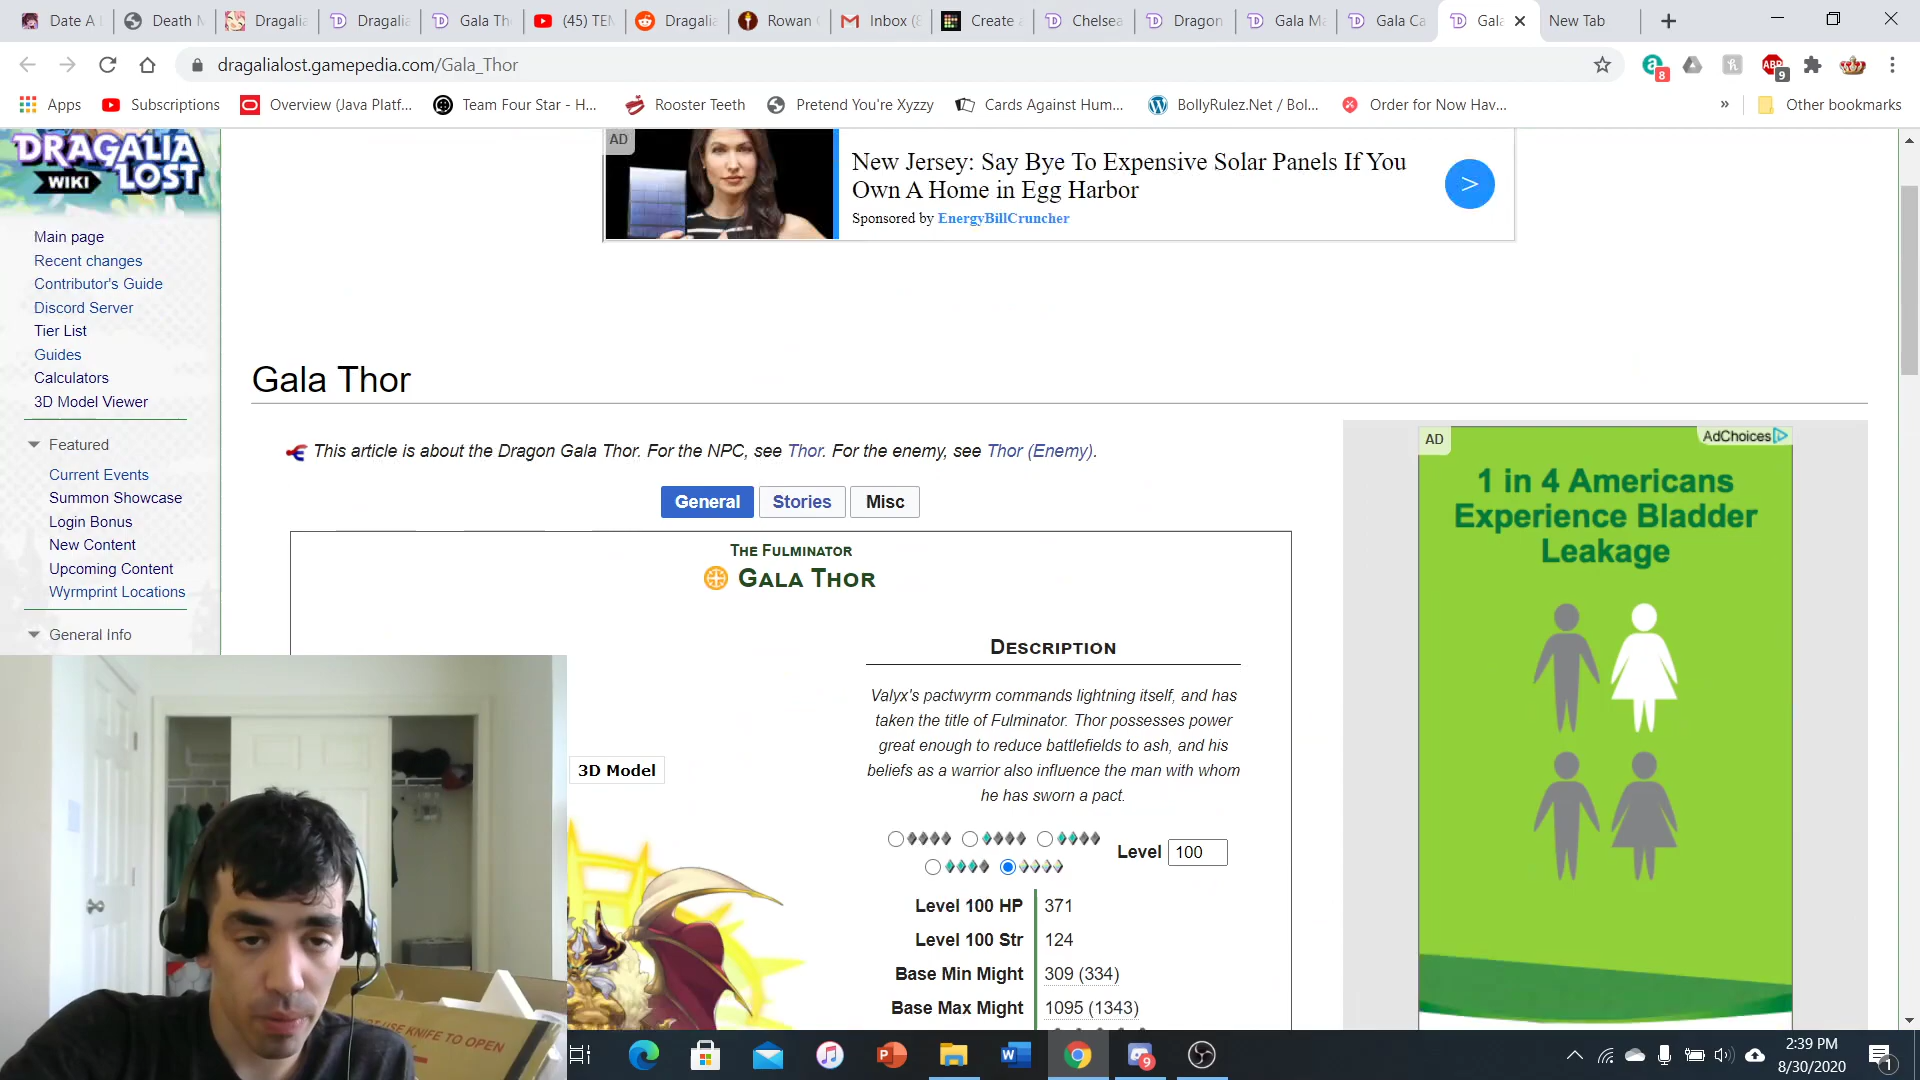 Date A
Death M
Dragalia
Dragalia
Gala Th
(45) TEM
Dragalia
Rowan
Inbox (8
Create a
Chelsea
Dragon
Gala M
Gala Ca
Gala
New Tab
dragalialost.gamepedia.com/Gala_Thor
8
ABP
9
Apps
Subscriptions
Overview (Java Platf...
Team Four Star - H...
Rooster Teeth
Pretend You're Xyzzy
Cards Against Hum...
BollyRulez.Net / Bol...
Order for Now Hav...
»
Other bookmarks
DRAGALIA
LOST
WIKI
AD
New Jersey: Say Bye To Expensive Solar Panels If You
Own A Home in Egg Harbor
Sponsored by EnergyBillCruncher
>
Main page
Recent changes
Contributor's Guide
Discord Server
Tier List
Guides
Calculators
3D Model Viewer
Featured
Current Events
Summon Showcase
Login Bonus
New Content
Upcoming Content
Wyrmprint Locations
General Info
Gala Thor
This article is about the Dragon Gala Thor. For the NPC, see Thor. For the enemy, see Thor (Enemy).
General
Stories
Misc
THE FULMINATOR
GALA THOR
DESCRIPTION
Valyx's pactwyrm commands lightning itself, and has
taken the title of Fulminator. Thor possesses power
great enough to reduce battlefields to ash, and his
beliefs as a warrior also influence the man with whom
he has sworn a pact.
3D Model
Level 100
Level 100 HP 371
Level 100 Str 124
Base Min Might 309 (334)
Base Max Might 1095 (1343)
AD
AdChoices
1 in 4 Americans
Experience Bladder
Leakage
USE KNIFE TO OPEN
9
2:39 PM
8/30/2020
1